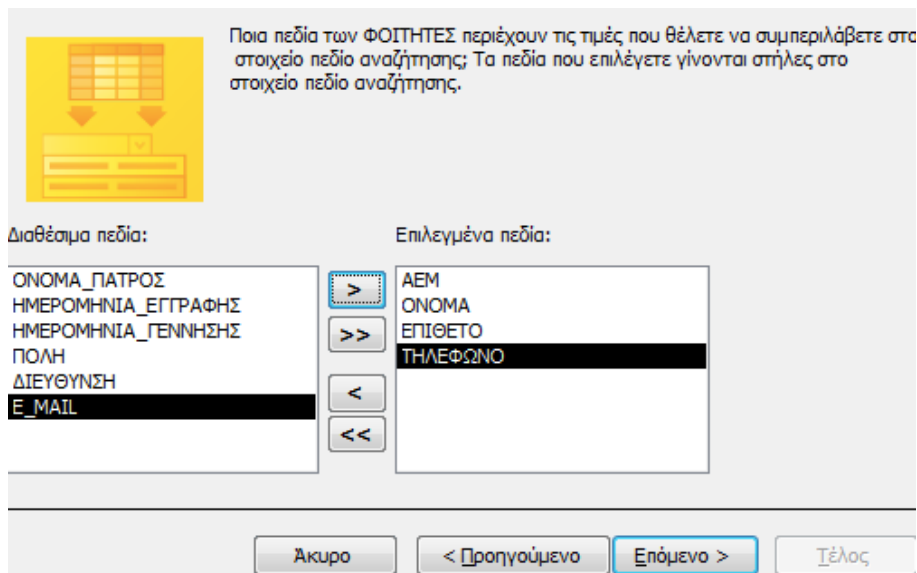 Ποια πεδία των ΦΟΙΤΗΤΕΣ περιέχουν τις τιμές που θέλετε να συμπεριλάβετε στο
στοιχείο πεδίο αναζήτησης; Τα πεδία που επιλέγετε γίνονται στήλες στο
στοιχείο πεδίο αναζήτησης.
Διαθέσιμα πεδία:
Επιλεγμένα πεδία:
ΟΝΟΜΑ_ΠΑΤΡΟΣ
ΗΜΕΡΟΜΗΝΙΑ_ΕΓΓΡΑΦΗΣ
ΗΜΕΡΟΜΗΝΙΑ_ΓΕΝΝΗΣΗΣ
ΠΟΛΗ
ΔΙΕΥΘΥΝΣΗ
E_MAIL
>
>>
<
<<
ΑΕΜ
ΟΝΟΜΑ
ΕΠΙΘΕΤΟ
ΤΗΛΕΦΩΝΟ
Άκυρο
< Προηγούμενο
Επόμενο >
Τέλος